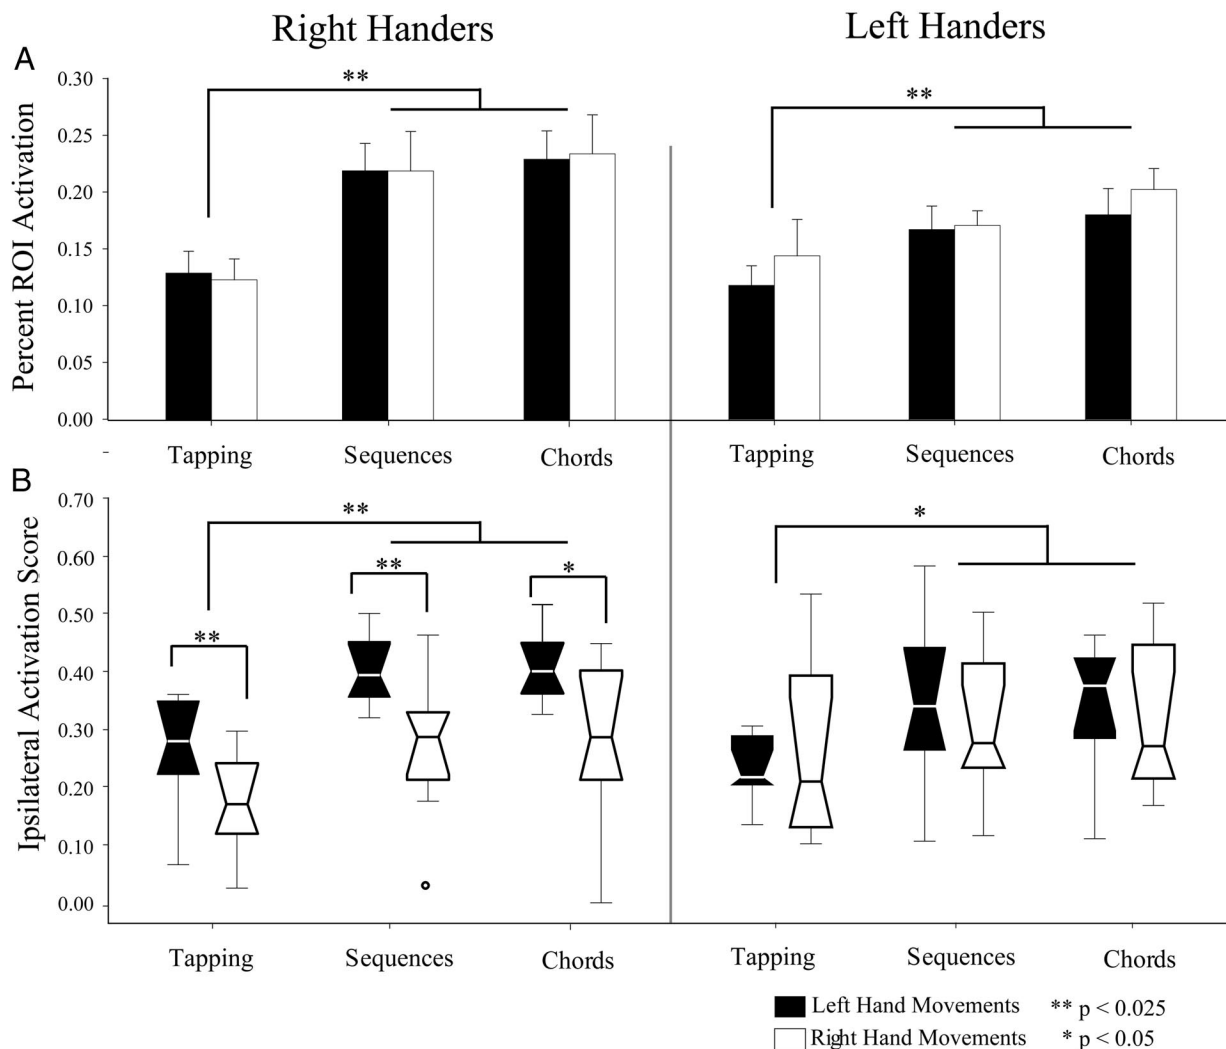 Right Handers
Left Handers
A
Percent ROI Activation
0.30
0.25
0.20
0.15
0.10
0.05
0.00
**
**
Tapping
Sequences
Chords
Tapping
Sequences
Chords
B
Ipsilateral Activation Score
0.70
0.60
0.50
0.40
0.30
0.20
0.10
0.00
**
**
**
*
*
Tapping
Sequences
Chords
Tapping
Sequences
Chords
Left Hand Movements
** p < 0.025
Right Hand Movements
* p < 0.05